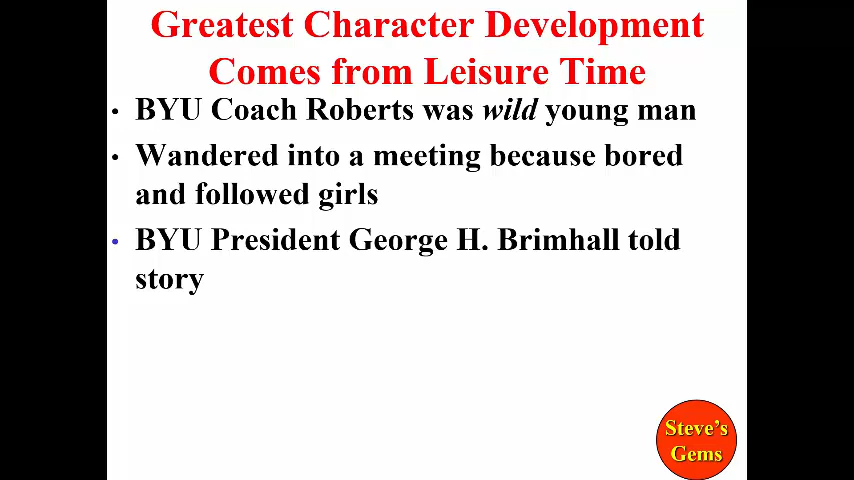 Greatest Character Development
Comes from Leisure Time
• BYU Coach Roberts was wild young man
• Wandered into a meeting because bored
and followed girls
• BYU President George H. Brimhall told
story
Steve's
Gems